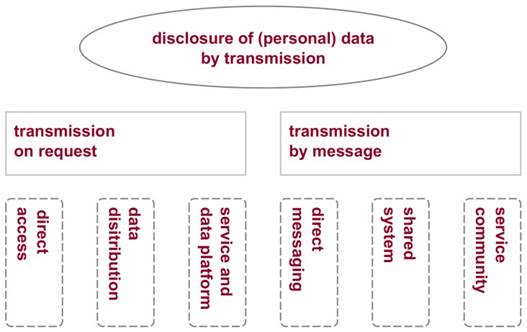 disclosure of (personal) data
by transmission
transmission
on request
transmission
by message
direct
access
data
disitribution
service and
data platform
direct
messaging
shared
system
service
community